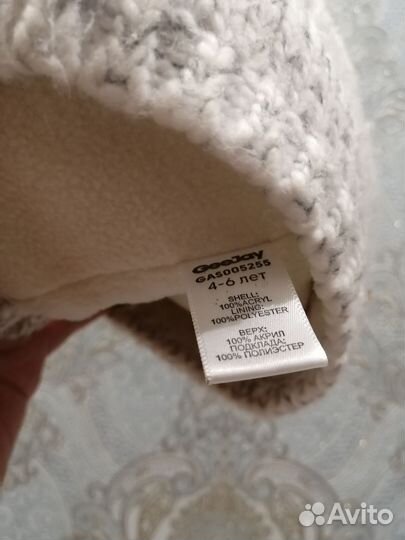 GeeJay
GAS005255
4-6 лет
SHELL:
100%ACRYL
LINING:
100%POLYESTER
ВЕРХ:
100% АКРИЛ
ПОДКЛАДА:
100% ПОЛИЭСТЕР
Avito